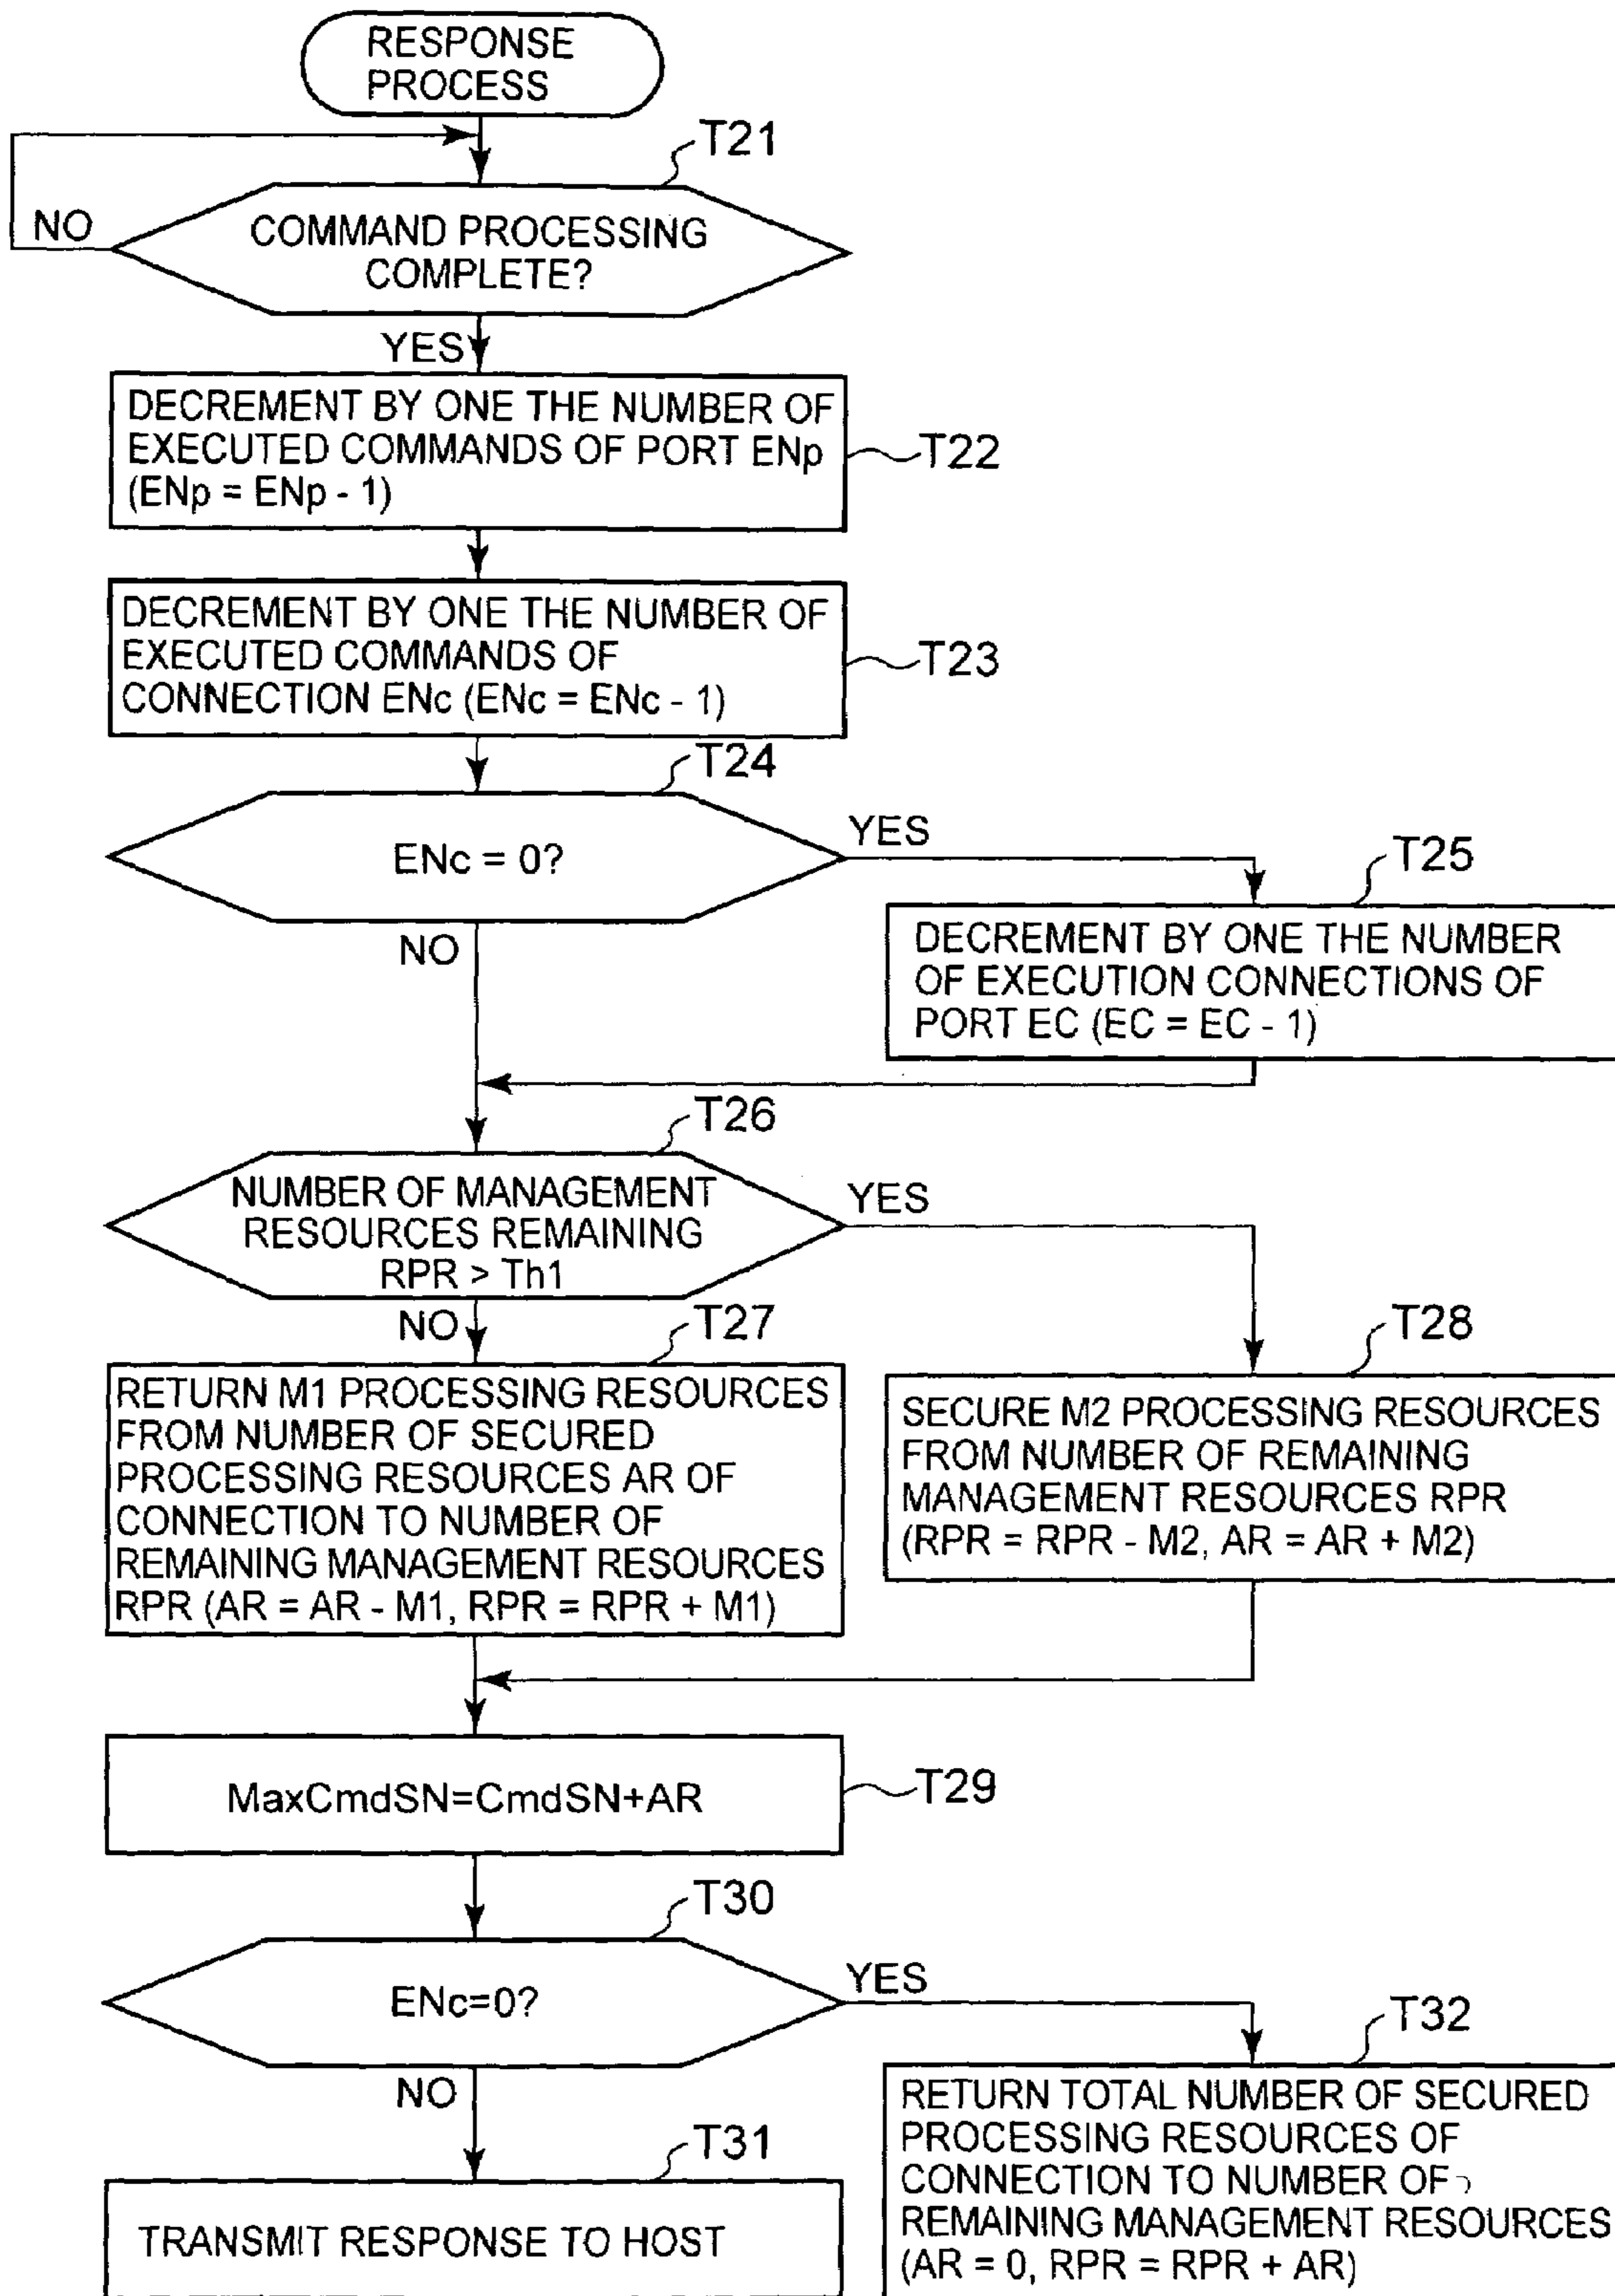 RESPONSE
PROCESS
T21
NO
COMMAND PROCESSING
COMPLETE?
YES
DECREMENT BY ONE THE NUMBER OF
EXECUTED COMMANDS OF PORT ENp
(ENp = ENp - 1)
T22
DECREMENT BY ONE THE NUMBER OF
EXECUTED COMMANDS OF
CONNECTION ENc (ENc = ENc - 1)
T23
T24
ENc = 0?
YES
NO
T25
DECREMENT BY ONE THE NUMBER
OF EXECUTION CONNECTIONS OF
PORT EC (EC = EC - 1)
T26
NUMBER OF MANAGEMENT
RESOURCES REMAINING
RPR > Th1
YES
NO
T27
RETURN M1 PROCESSING RESOURCES
FROM NUMBER OF SECURED
PROCESSING RESOURCES AR OF
CONNECTION TO NUMBER OF
REMAINING MANAGEMENT RESOURCES
RPR (AR = AR - M1, RPR = RPR + M1)
T28
SECURE M2 PROCESSING RESOURCES
FROM NUMBER OF REMAINING
MANAGEMENT RESOURCES RPR
(RPR = RPR - M2, AR = AR + M2)
MaxCmdSN=CmdSN+AR
T29
T30
ENc=0?
YES
NO
T31
TRANSMIT RESPONSE TO HOST
T32
RETURN TOTAL NUMBER OF SECURED
PROCESSING RESOURCES OF
CONNECTION TO NUMBER OF
REMAINING MANAGEMENT RESOURCES
(AR = 0, RPR = RPR + AR)